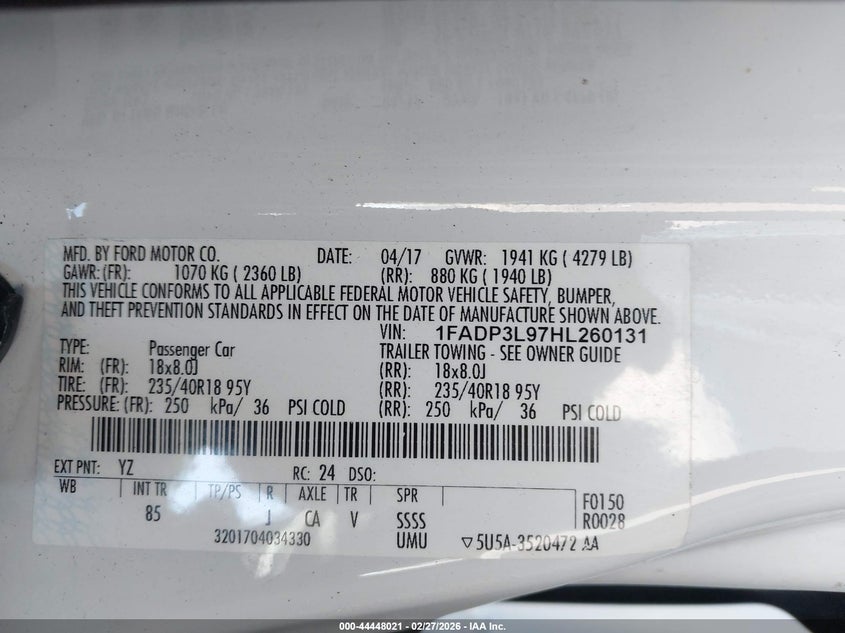 MFD. BY FORD MOTOR CO. DATE: 04/17 GVWR: 1941 KG ( 4279 LB)
GAWR: (FR): 1070 KG ( 2360 LB) (RR): 880 KG ( 1940 LB)
THIS VEHICLE CONFORMS TO ALL APPLICABLE FEDERAL MOTOR VEHICLE SAFETY, BUMPER,
AND THEFT PREVENTION STANDARDS IN EFFECT ON THE DATE OF MANUFACTURE SHOWN ABOVE.
VIN: 1FADP3L97HL260131
TYPE: Passenger Car TRAILER TOWING - SEE OWNER GUIDE
RIM: (FR): 18x8.0J (RR): 18x8.0J
TIRE: (FR): 235/40R18 95Y (RR): 235/40R18 95Y
PRESSURE: (FR): 250 kPa/ 36 PSI COLD (RR): 250 kPa/ 36 PSI COLD
EXT PNT: YZ RC: 24 DSO:
WB INT TR TP/PS R AXLE TR SPR F0150
85 J CA V SSSS R0028
3201704034330 UMU ▽5U5A-3520472 AA
000-44448021 - 02/27/2026 - IAA Inc.